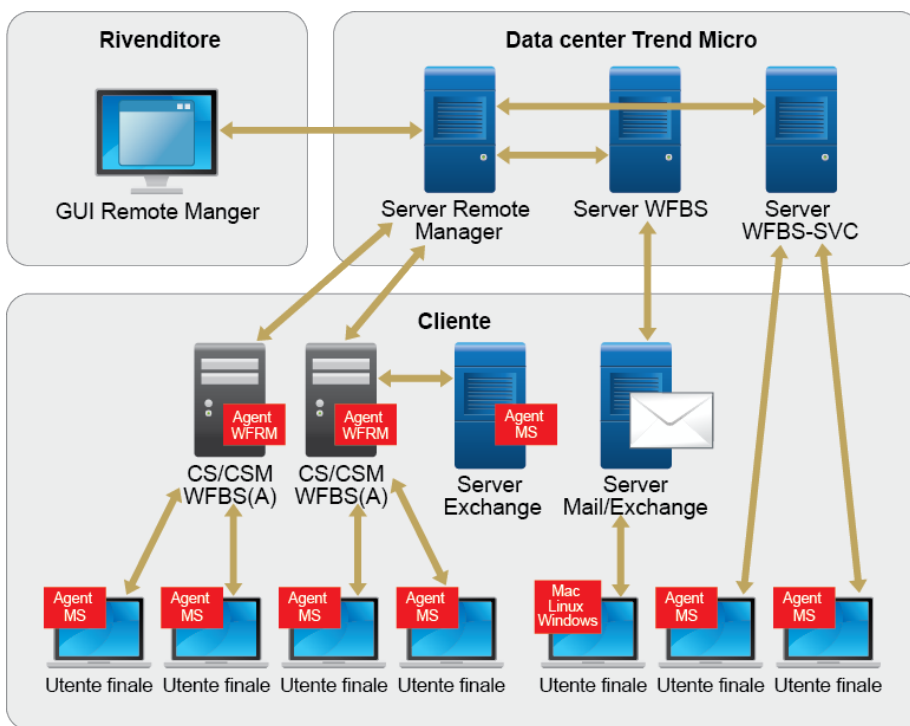 Rivenditore
GUI Remote Manger
Data center Trend Micro
Server Remote
Manager
Server WFBS
Server
WFBS-SVC
Cliente
Agent
WFRM
CS/CSM
WFBS(A)
Agent
WFRM
CS/CSM
WFBS(A)
Agent
MS
Server
Exchange
Server
Mail/Exchange
Agent
MS
Utente finale
Agent
MS
Utente finale
Agent
MS
Utente finale
Agent
MS
Utente finale
Mac
Linux
Windows
Utente finale
Agent
MS
Utente finale
Agent
MS
Utente finale